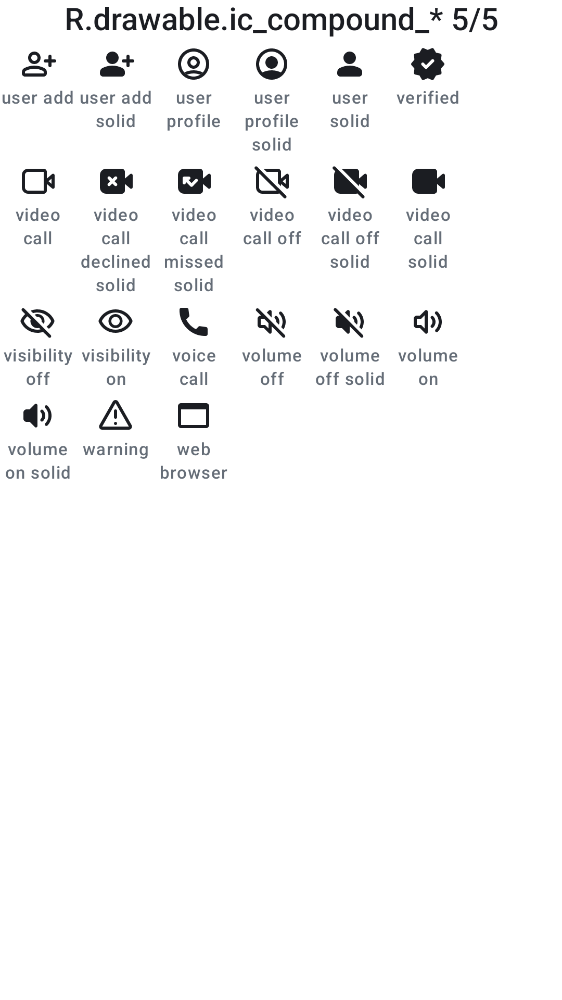 R.drawable.ic_compound_* 5/5
user add
user add
solid
user
profile
user
profile
solid
user
solid
verified
video
call
video
call
declined
solid
video
call
missed
solid
video
call off
video
call off
solid
video
call
solid
visibility
off
visibility
on
voice
call
volume
off
volume
off solid
volume
on
volume
on solid
warning
web
browser